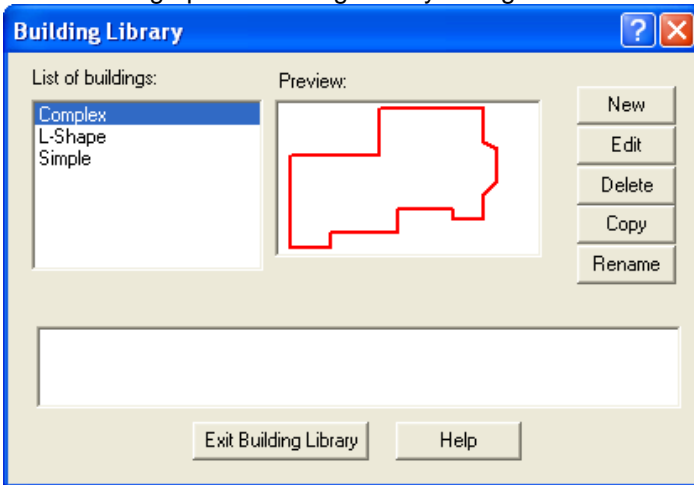 Building Library
List of buildings:
Preview:
Complex
L-Shape
Simple
New
Edit
Delete
Copy
Rename
Exit Building Library
Help